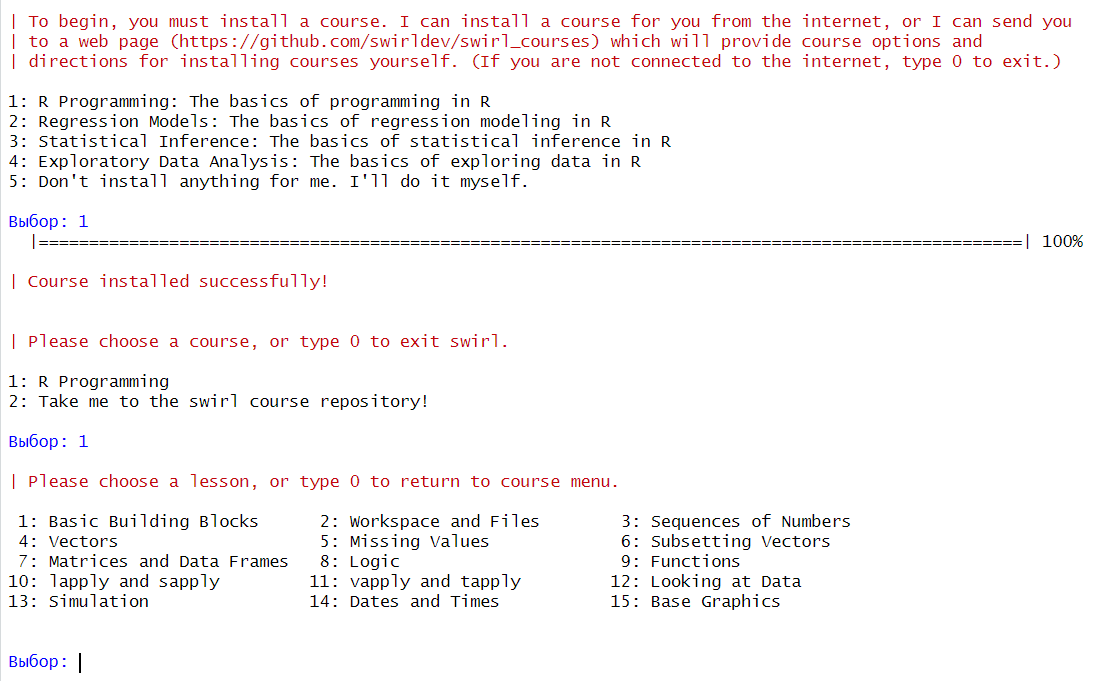 | To begin, you must install a course. I can install a course for you from the internet, or I can send you
| to a web page (https://github.com/swirldev/swirl_courses) which will provide course options and
| directions for installing courses yourself. (If you are not connected to the internet, type 0 to exit.)
1: R Programming: The basics of programming in R
2: Regression Models: The basics of regression modeling in R
3: Statistical Inference: The basics of statistical inference in R
4: Exploratory Data Analysis: The basics of exploring data in R
5: Don't install anything for me. I'll do it myself.
Выбор: 1
|==================================================================================================| 100%
| Course installed successfully!
| Please choose a course, or type 0 to exit swirl.
1: R Programming
2: Take me to the swirl course repository!
Выбор: 1
| Please choose a lesson, or type 0 to return to course menu.
1: Basic Building Blocks 2: Workspace and Files 3: Sequences of Numbers
4: Vectors 5: Missing Values 6: Subsetting Vectors
7: Matrices and Data Frames 8: Logic 9: Functions
10: lapply and sapply 11: vapply and tapply 12: Looking at Data
13: Simulation 14: Dates and Times 15: Base Graphics
Выбор: